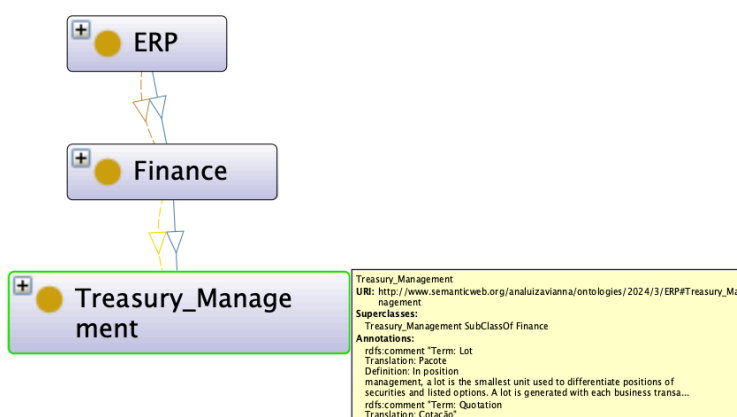 ERP
Finance
Treasury_Manage
ment
Treasury_Management
URI: http://www.semanticweb.org/analuizavianna/ontologies/2024/3/ERP#Treasury_Ma
nagement
Superclasses:
Treasury_Management SubClassOf Finance
Annotations:
rdfs:comment "Term: Lot
Translation: Pacote
Definition: In position
management, a lot is the smallest unit used to differentiate positions of
securities and listed options. A lot is generated with each business transa...
rdfs:comment "Term: Quotation
Translation: Cotação"